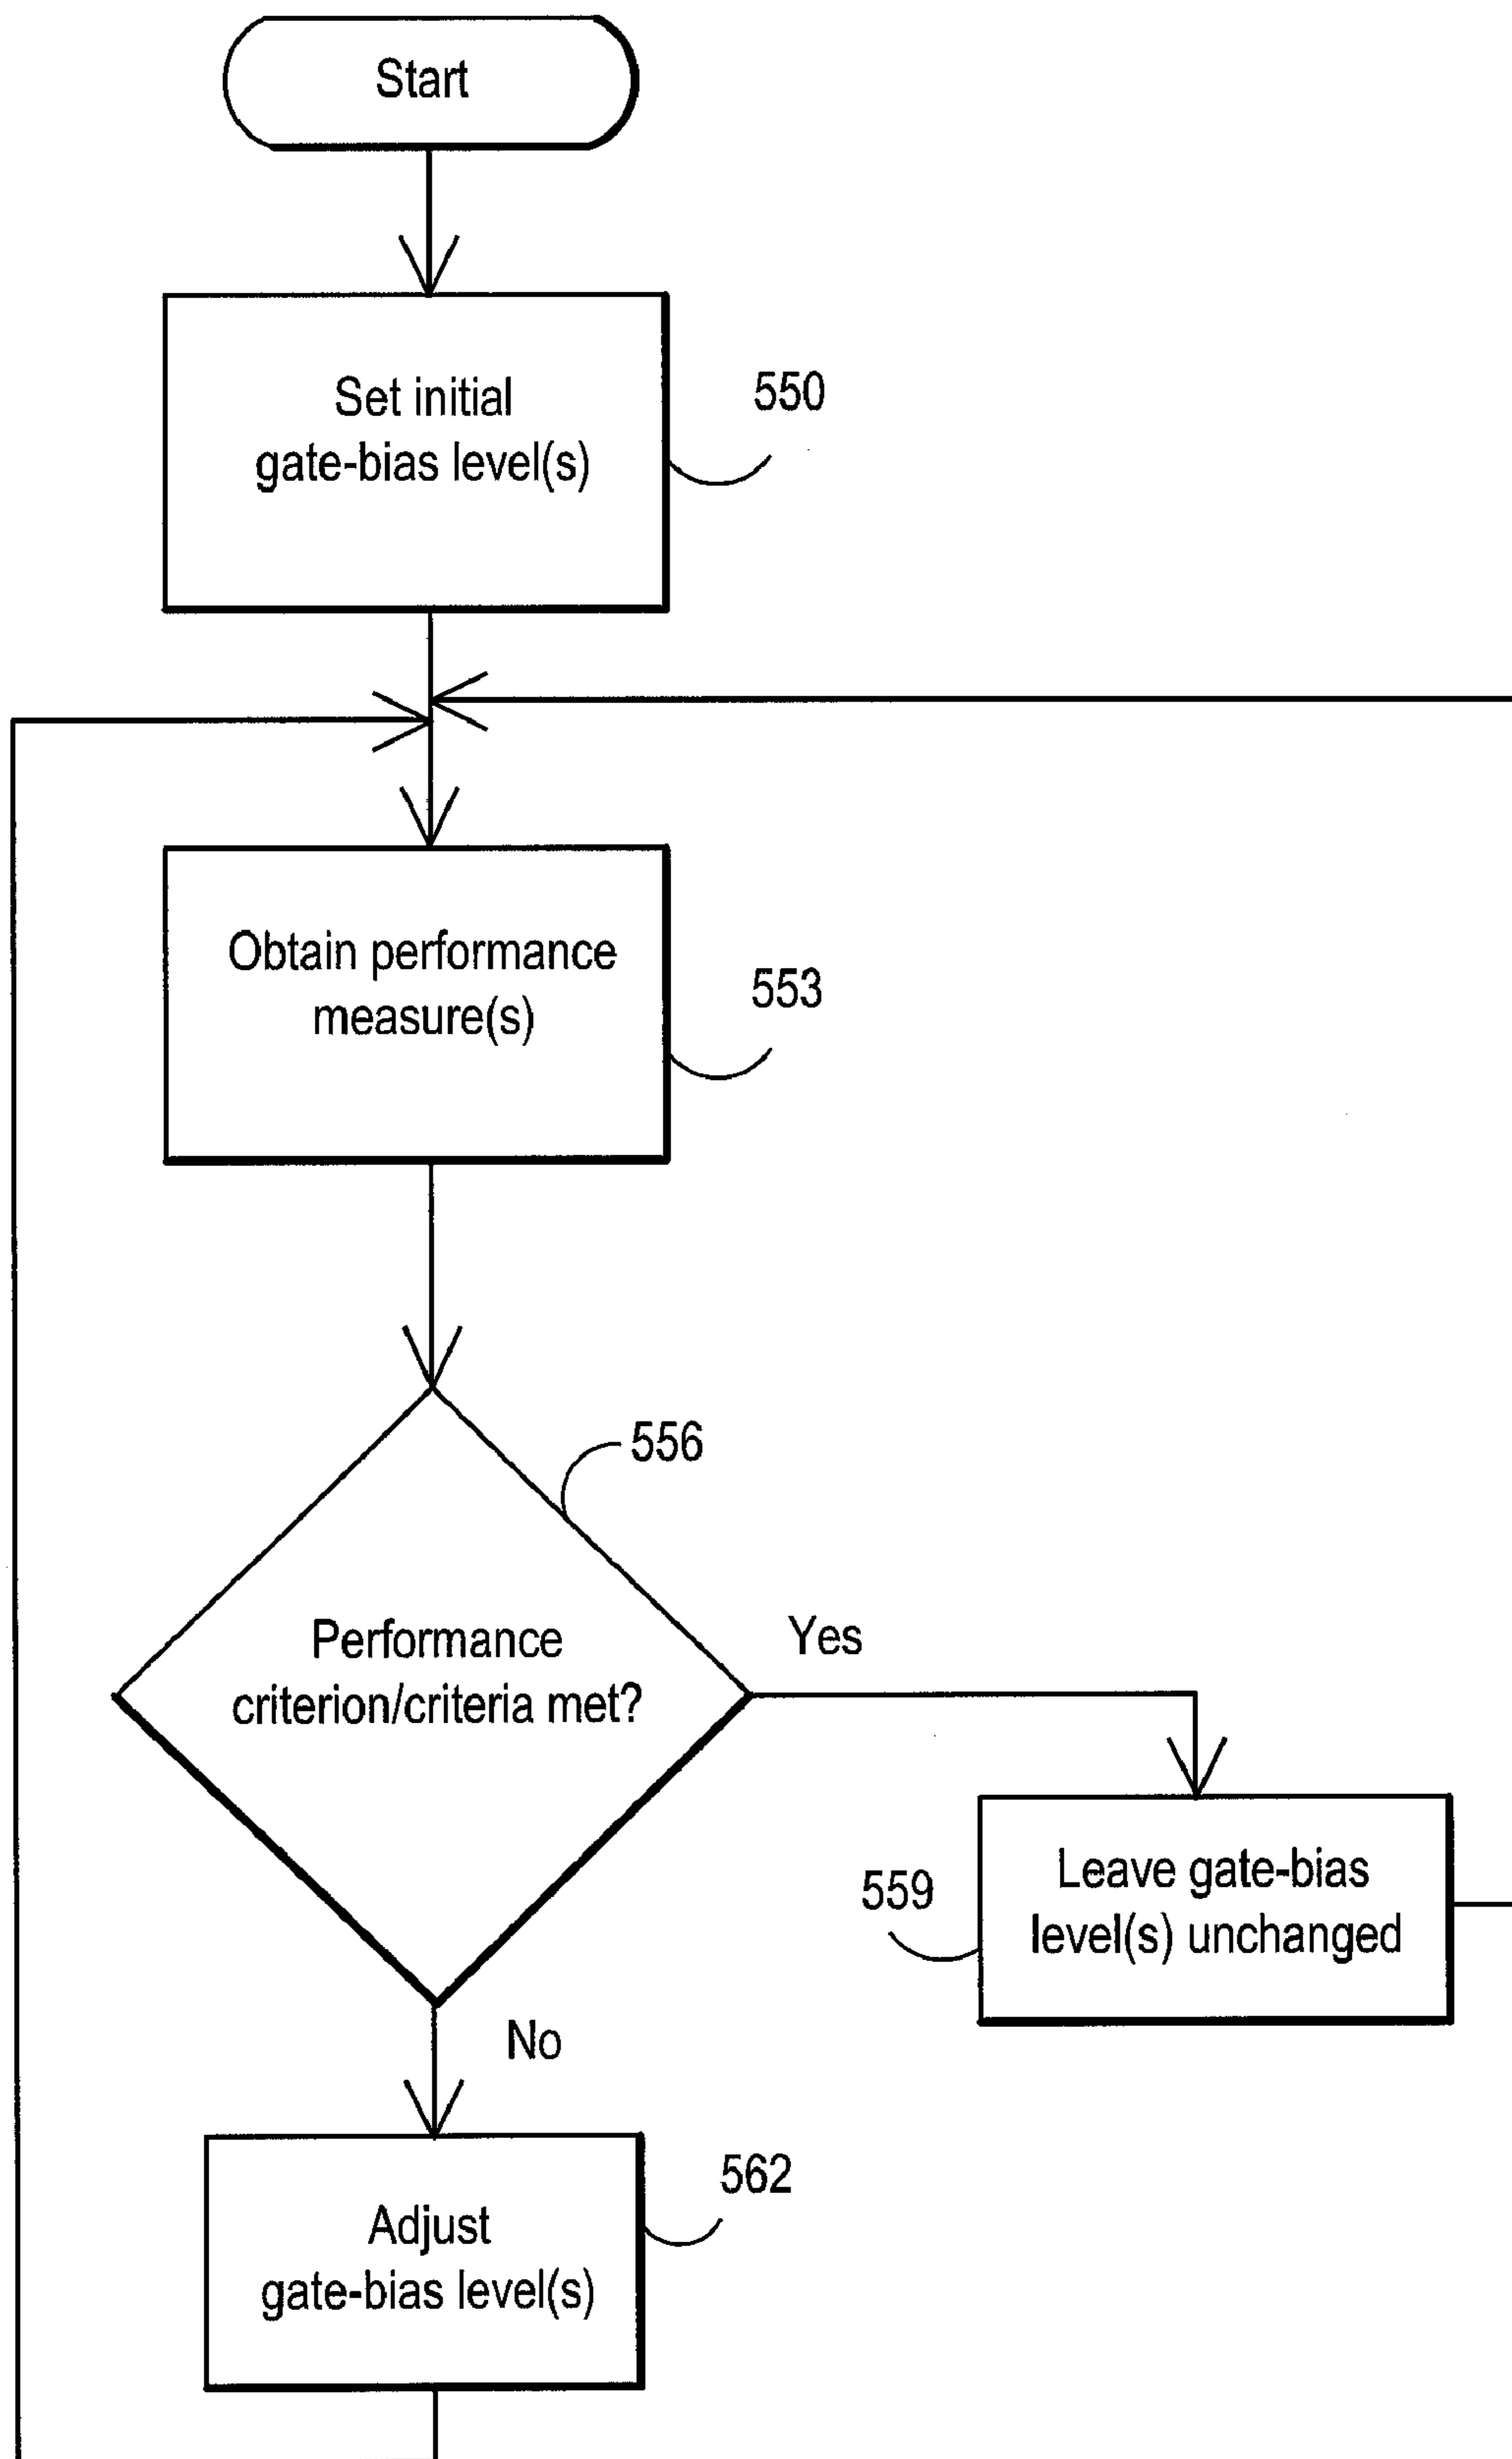 Start
Set initial
gate-bias level(s)
550
Obtain performance
measure(s)
553
556
Performance
criterion/criteria met?
Yes
559
Leave gate-bias
level(s) unchanged
No
562
Adjust
gate-bias level(s)